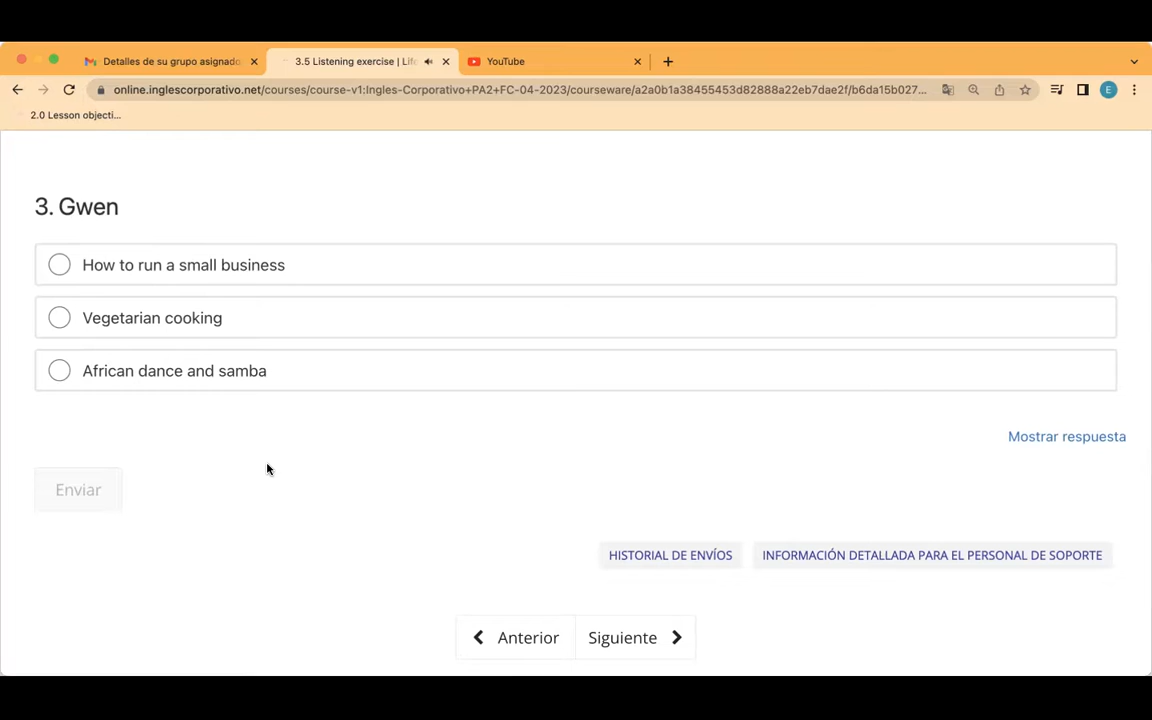 Detalles de su grupo asignado
3.5 Listening exercise | Life
YouTube
online.inglescorporativo.net/courses/course-v1:Ingles-Corporativo+PA2+FC-04-2023/courseware/a2a0b1a38455453d82888a22eb7dae2f/b6da15b027...
E
2.0 Lesson objecti...
3. Gwen
How to run a small business
Vegetarian cooking
African dance and samba
Mostrar respuesta
Enviar
HISTORIAL DE ENVÍOS
INFORMACIÓN DETALLADA PARA EL PERSONAL DE SOPORTE
Anterior
Siguiente